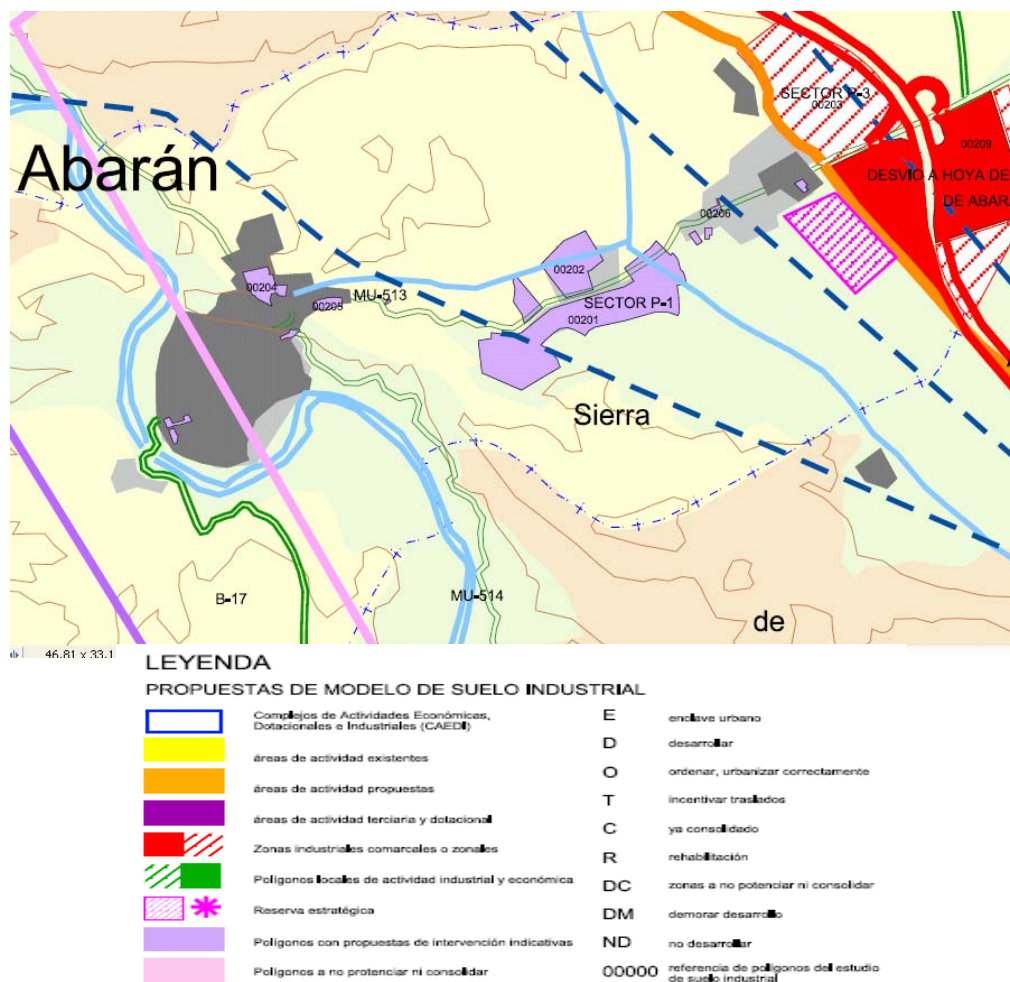 SECTOR P-3
00203
00209
Abarán
DESVÍO A HOYA DE
DE ABAR
00206
00202
00204
MU-513
00205
SECTOR P-1
00201
Sierra
B-17
MU-514
de
46.81 x 33.1
LEYENDA
PROPUESTAS DE MODELO DE SUELO INDUSTRIAL
Complejos de Actividades Económicas,
Dotacionales e Industriales (CAEDI)
áreas de actividad existentes
áreas de actividad propuestas
áreas de actividad terciaria y dotacional
Zonas industriales comarcales o zonales
Polígonos locales de actividad industrial y económica
Reserva estratégica
Polígonos con propuestas de intervención indicativas
Polígonos a no protenciar ni consolidar
E enclave urbano
D desarrollar
O ordenar, urbanizar correctamente
T incentivar traslados
C ya consolidado
R rehabilitación
DC zonas a no potenciar ni consolidar
DM demorar desarrollo
ND no desarrollar
00000 referencia de polígonos del estudio
de suelo industrial